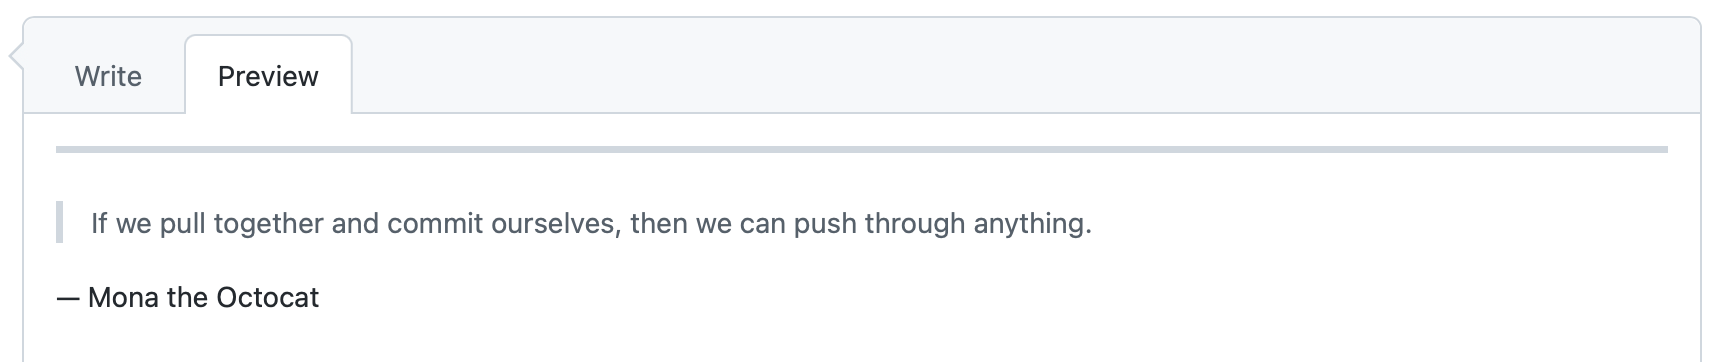 Write
Preview
If we pull together and commit ourselves, then we can push through anything.
— Mona the Octocat